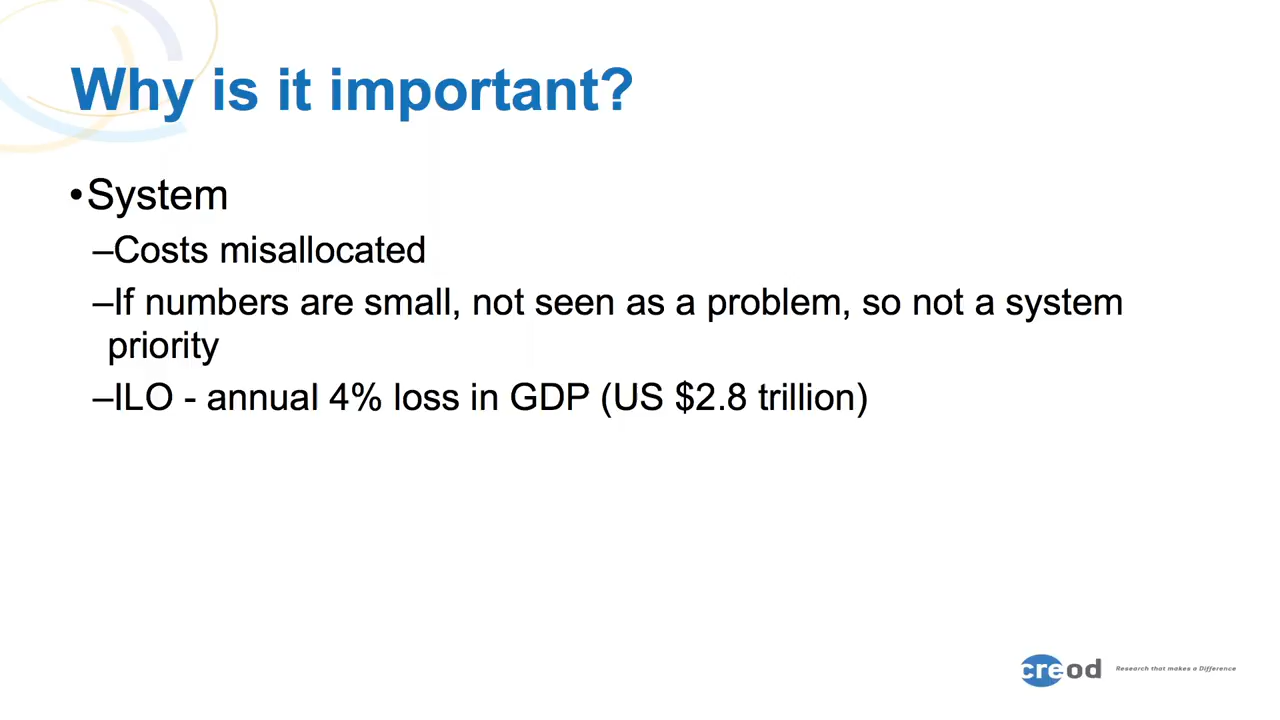 Why is it important?
•System
–Costs misallocated
–If numbers are small, not seen as a problem, so not a system
priority
–ILO - annual 4% loss in GDP (US $2.8 trillion)
creod Research that makes a Difference